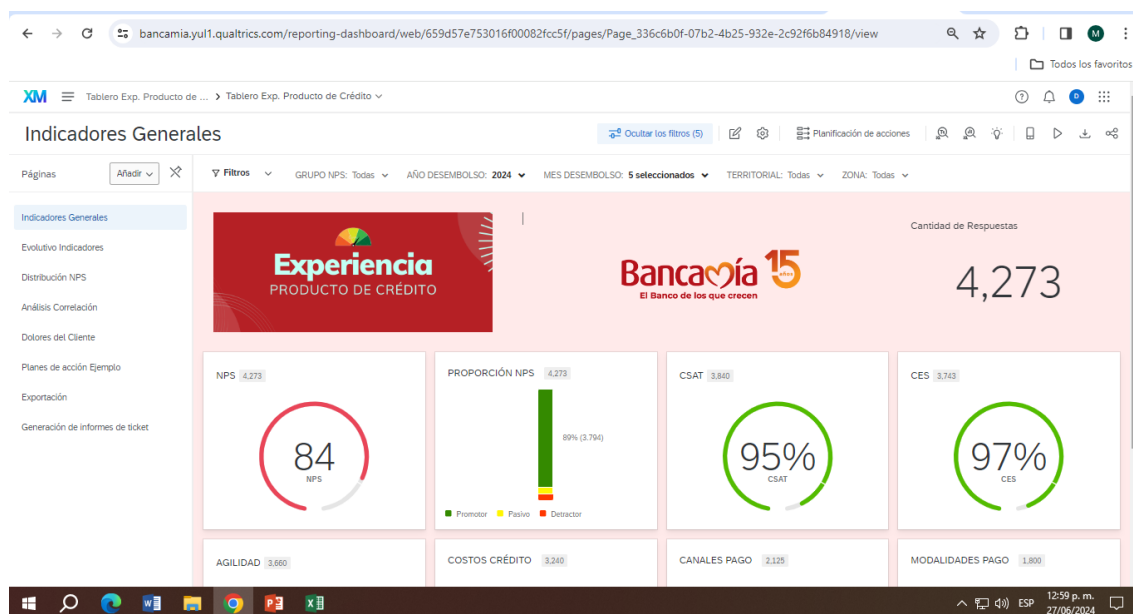 bancamia.yul1.qualtrics.com/reporting-dashboard/web/659d57e753016f00082fcc5f/pages/Page_336c6b0f-07b2-4b25-932e-2c92f6b84918/view
M
Todos los favoritos
XM Tablero Exp. Producto de ... > Tablero Exp. Producto de Crédito
Indicadores Generales
Ocultar los filtros (5)
Planificación de acciones
Páginas
Añadir
Filtros
GRUPO NPS: Todas
AÑO DESEMBOLSO: 2024
MES DESEMBOLSO: 5 seleccionados
TERRITORIAL: Todas
ZONA: Todas
Indicadores Generales
Evolutivo Indicadores
Distribución NPS
Análisis Correlación
Dolores del Cliente
Planes de acción Ejemplo
Exportación
Generación de informes de ticket
Experiencia
PRODUCTO DE CRÉDITO
Bancamía 15 años
El Banco de los que crecen
Cantidad de Respuestas
4,273
NPS 4,273
84
NPS
PROPORCIÓN NPS 4,273
89% (3.794)
Promotor Pasivo Detractor
CSAT 3,840
95%
CSAT
CES 3,743
97%
CES
AGILIDAD 3,660
COSTOS CRÉDITO 3,240
CANALES PAGO 2,125
MODALIDADES PAGO 1,800
ESP
12:59 p. m.
27/06/2024